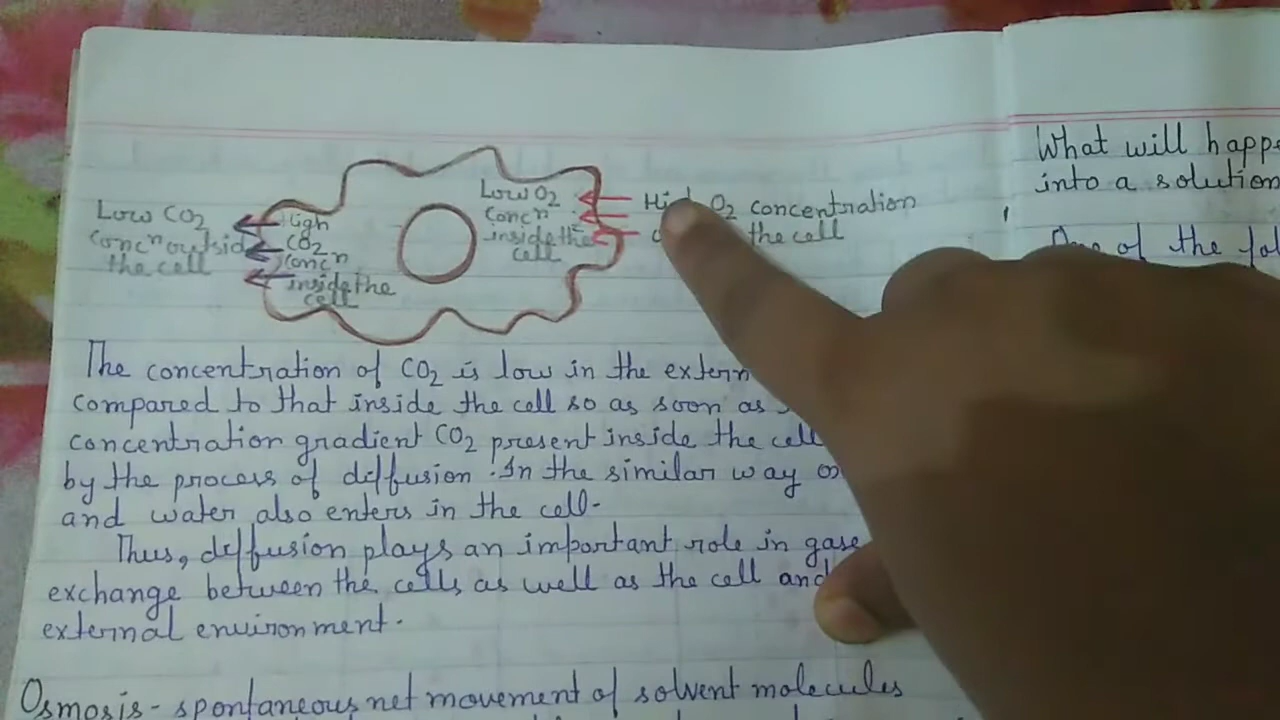 Low CO2
concn outside
the cell
High
CO2
concn
inside the
cell
Low O2
concn
inside the
cell
O2 concentration
the cell
The concentration of CO2 is low in the
compared to that inside the cell so as soon as
concentration gradient CO2 present inside the cell
by the process of diffusion. In the similar way
and water also enters in the cell-
Thus, diffusion plays an important role in
exchange between the cells as well as the cell and
external environment.
Osmosis - spontaneous net movement of solvent molecules
What will
into a solution
One of the